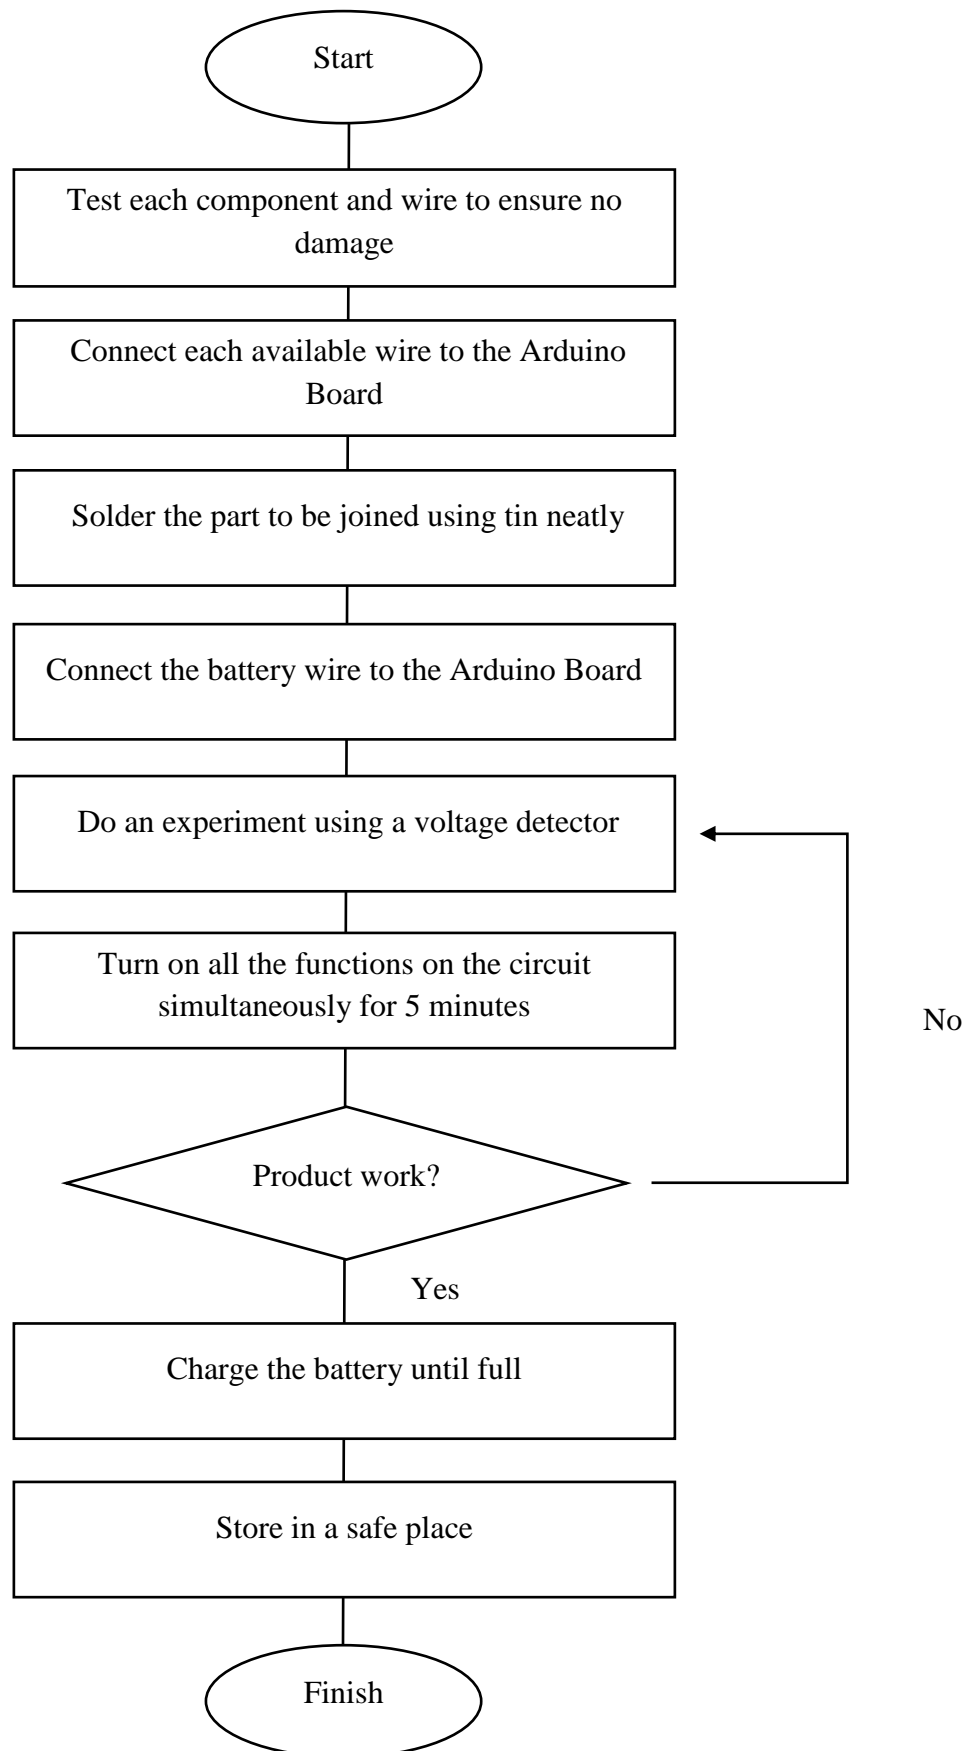 Start
Test each component and wire to ensure no
damage
Connect each available wire to the Arduino
Board
Solder the part to be joined using tin neatly
Connect the battery wire to the Arduino Board
Do an experiment using a voltage detector
Turn on all the functions on the circuit
simultaneously for 5 minutes
No
Product work?
Yes
Charge the battery until full
Store in a safe place
Finish